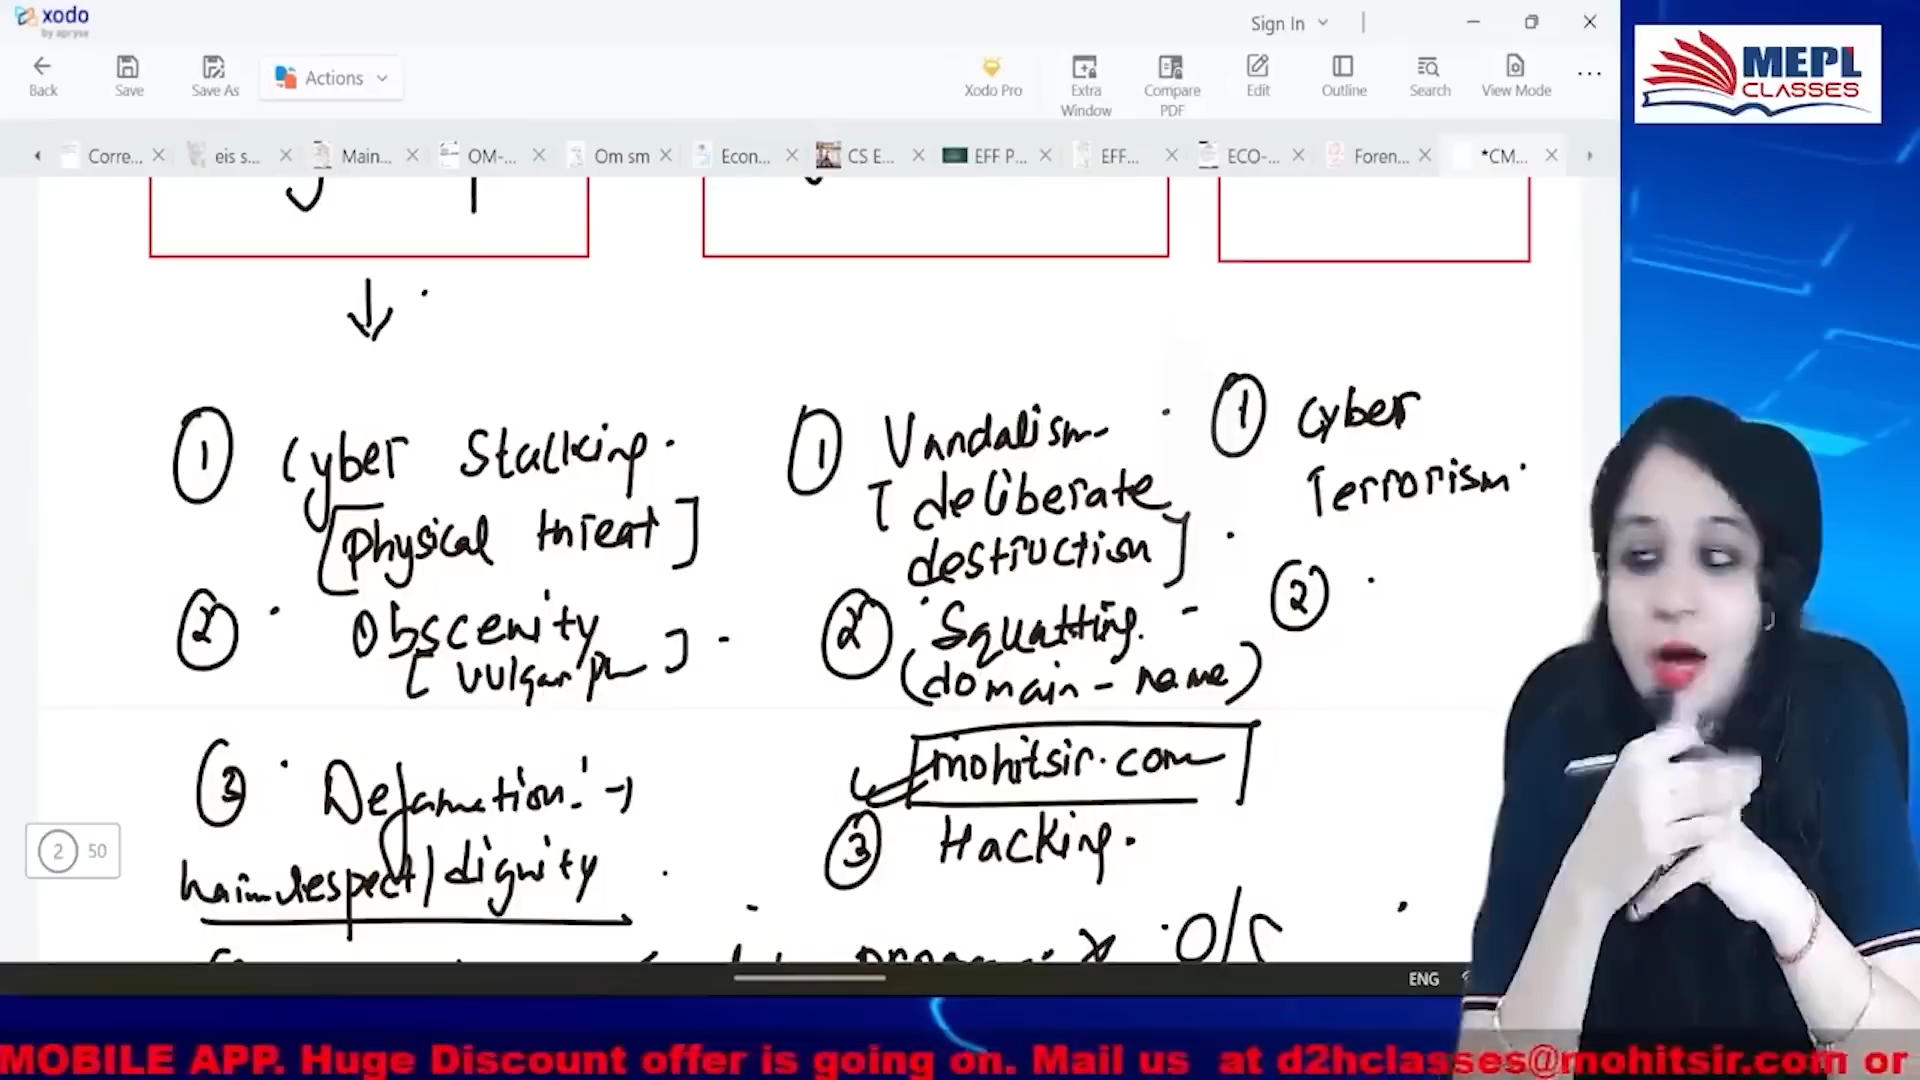 xodo
by apryse
Sign In
Back
Save
Save As
Actions
Xodo Pro
Extra Window
Compare PDF
Edit
Outline
Search
View Mode
MEPL
CLASSES
Corre...
eis s...
Main...
OM-...
Om sm
Econ...
CS E...
EFF P...
EFF...
ECO-...
Foren...
*CM...
① Cyber Stalking.
[physical threat]
② Obscenity
③ Defamation:→
respect/dignity
① Vandalism
[deliberate
destruction]
② Squatting.
(domain-name)
mohitsir.com
③ Hacking.
① Cyber
Terrorism
②
2 50
ENG
MOBILE APP. Huge Discount offer is going on. Mail us at d2hclasses@mohitsir.com or